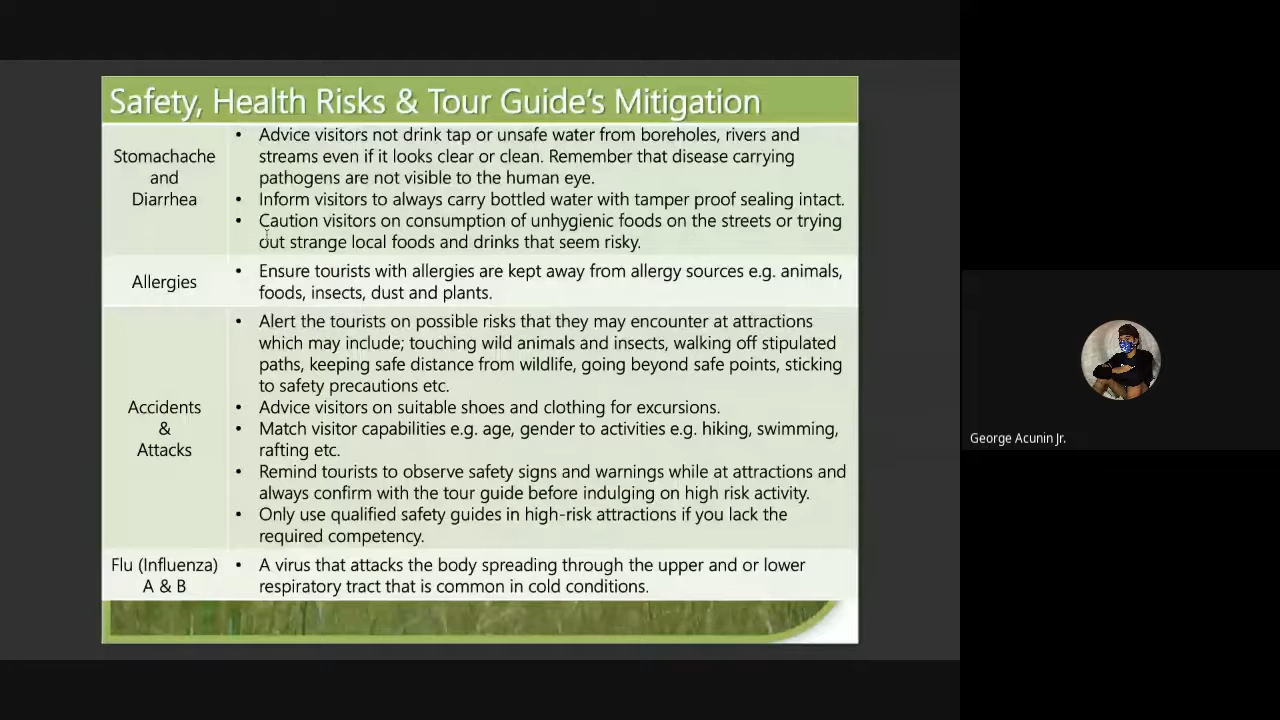 Safety, Health Risks & Tour Guide's Mitigation
Stomachache
and
Diarrhea
• Advice visitors not drink tap or unsafe water from boreholes, rivers and
streams even if it looks clear or clean. Remember that disease carrying
pathogens are not visible to the human eye.
• Inform visitors to always carry bottled water with tamper proof sealing intact.
• Caution visitors on consumption of unhygienic foods on the streets or trying
out strange local foods and drinks that seem risky.
Allergies
• Ensure tourists with allergies are kept away from allergy sources e.g. animals,
foods, insects, dust and plants.
Accidents
&
Attacks
• Alert the tourists on possible risks that they may encounter at attractions
which may include; touching wild animals and insects, walking off stipulated
paths, keeping safe distance from wildlife, going beyond safe points, sticking
to safety precautions etc.
• Advice visitors on suitable shoes and clothing for excursions.
• Match visitor capabilities e.g. age, gender to activities e.g. hiking, swimming,
rafting etc.
• Remind tourists to observe safety signs and warnings while at attractions and
always confirm with the tour guide before indulging on high risk activity.
• Only use qualified safety guides in high-risk attractions if you lack the
required competency.
Flu (Influenza)
A & B
• A virus that attacks the body spreading through the upper and or lower
respiratory tract that is common in cold conditions.
George Acunin Jr.